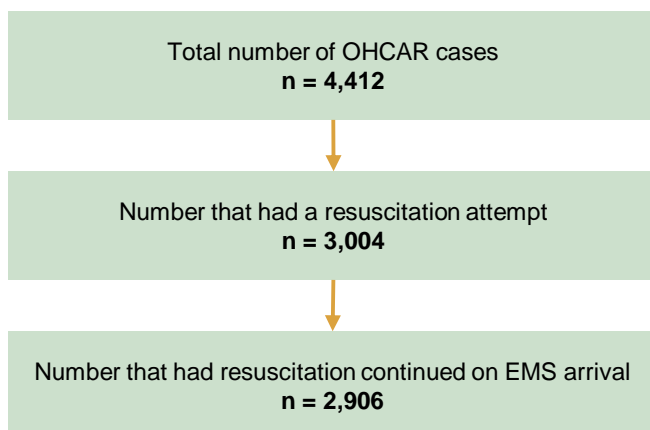 Total number of OHCAR cases
n = 4,412
Number that had a resuscitation attempt
n = 3,004
Number that had resuscitation continued on EMS arrival
n = 2,906